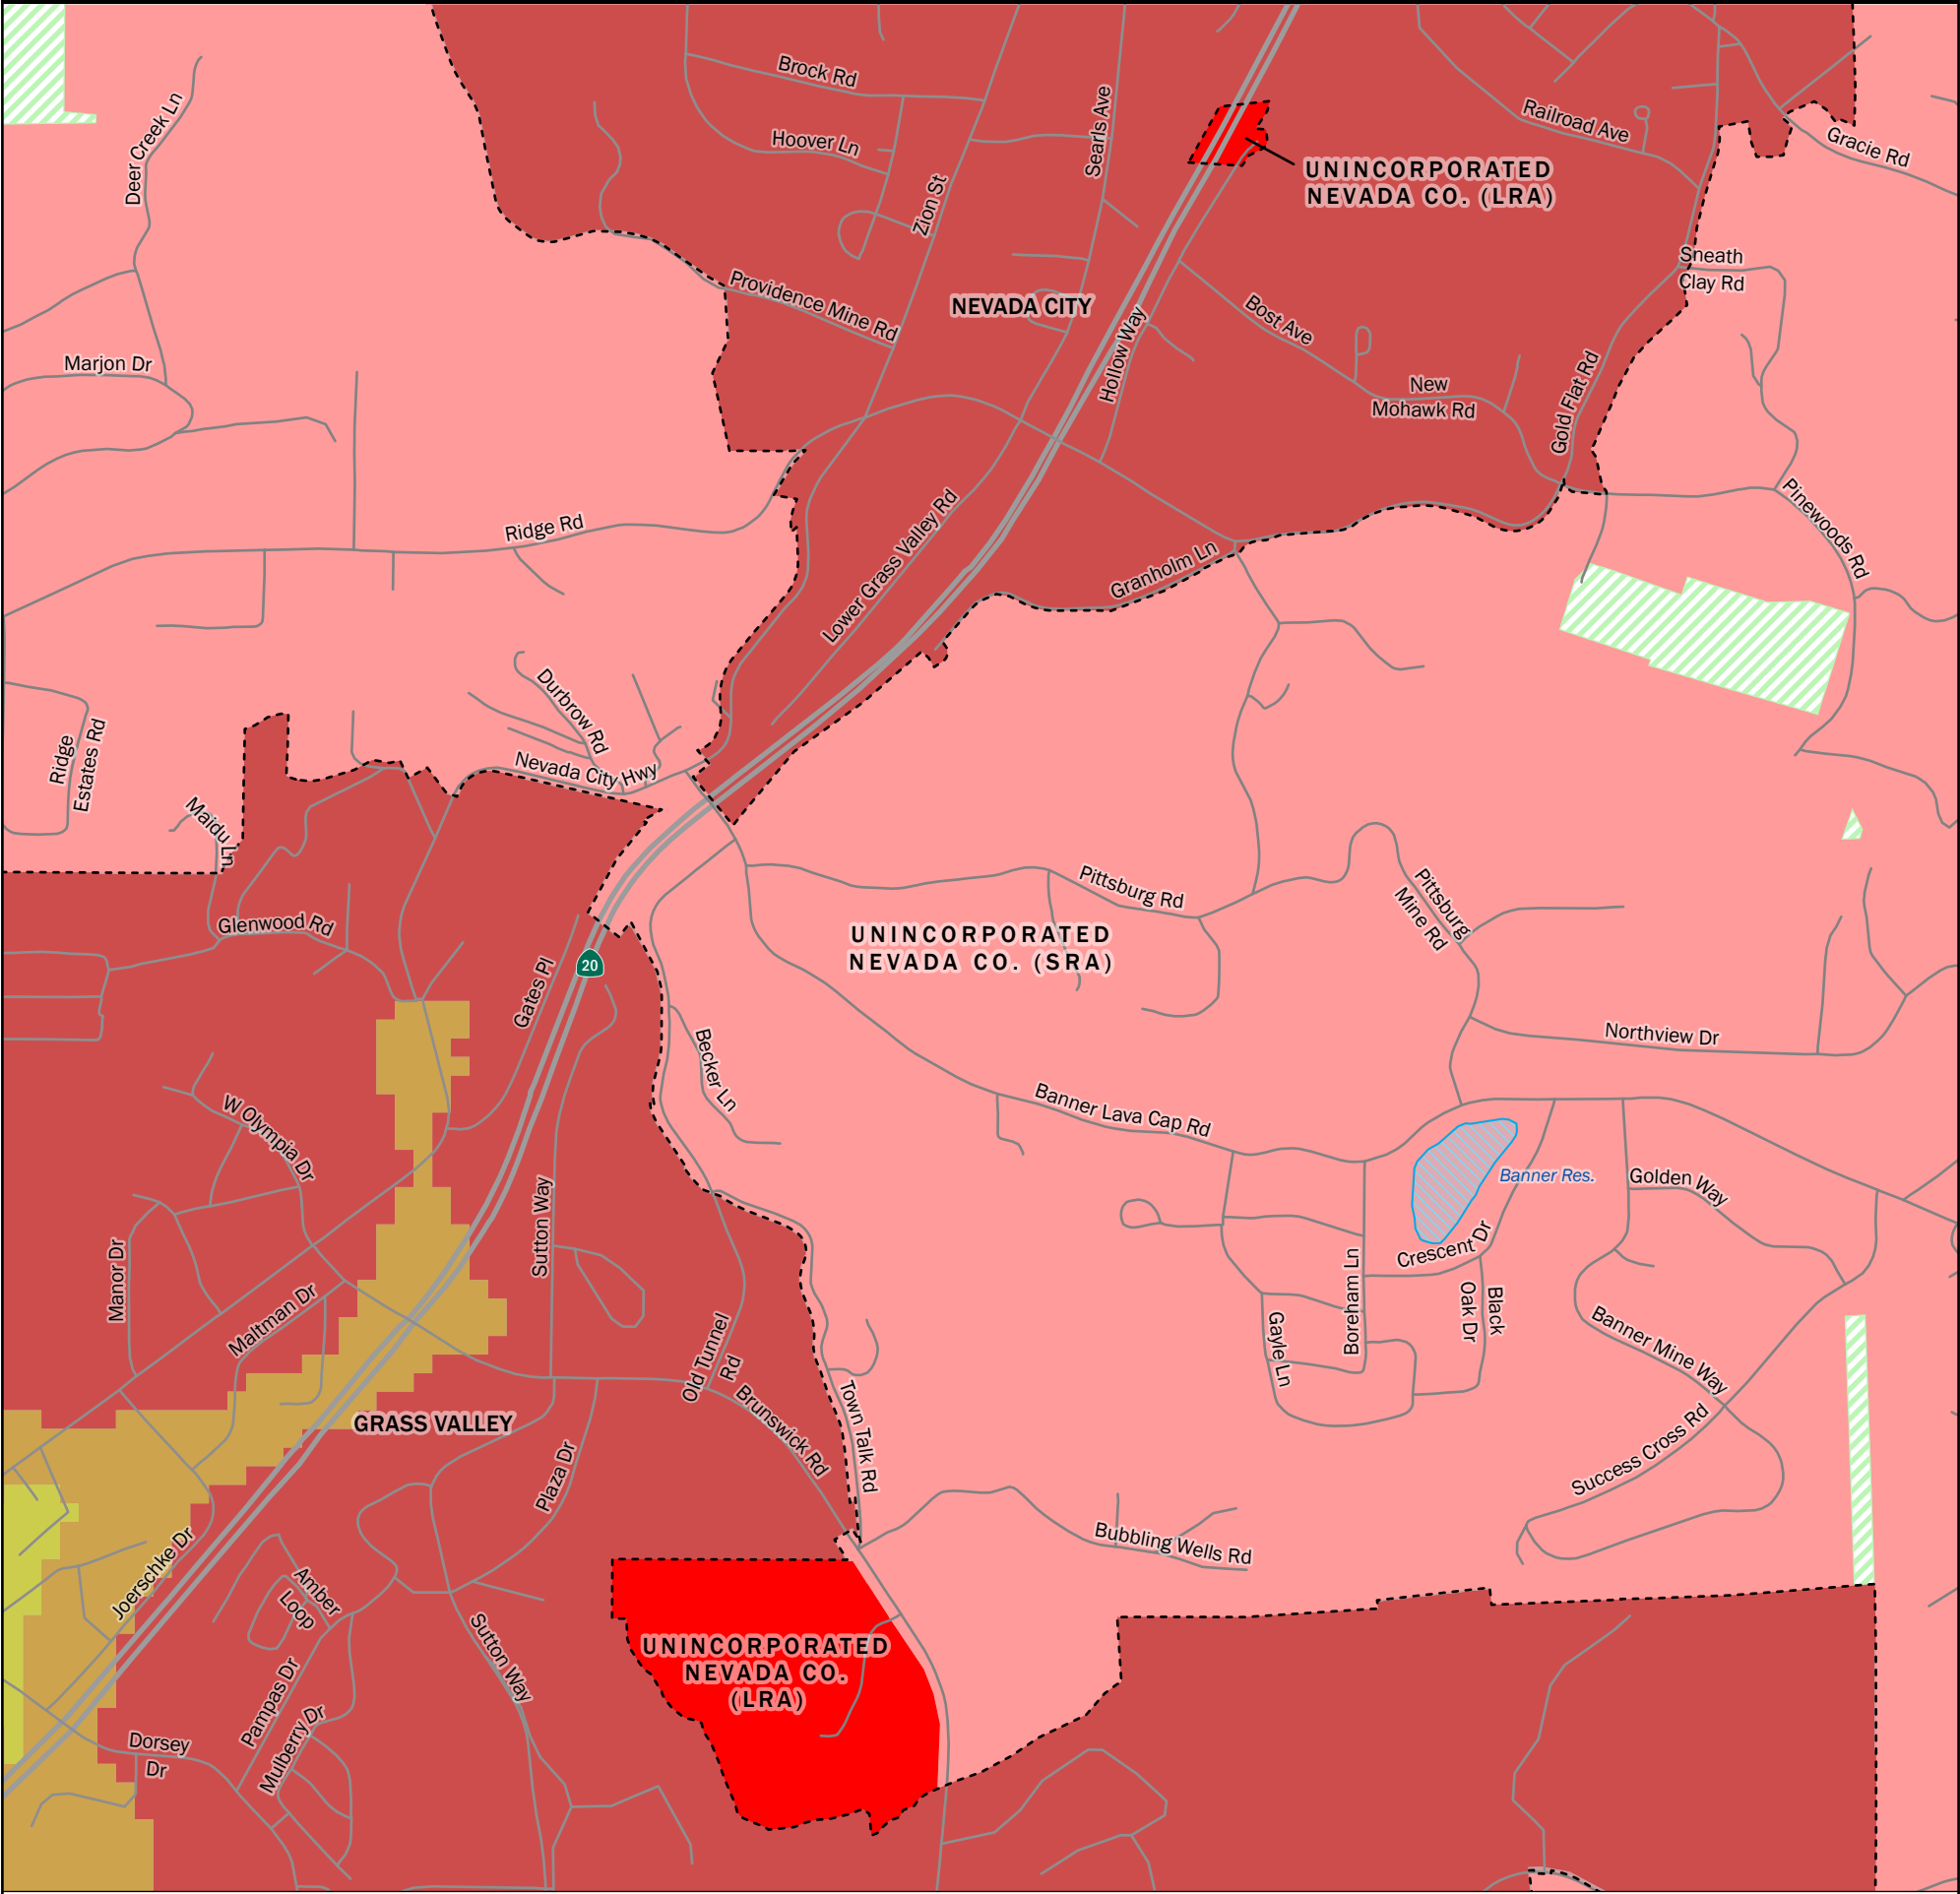 Brock Rd
Deer Creek Ln
Searls Ave
Railroad Ave
Hoover Ln
Gracie Rd
UNINCORPORATED
NEVADA CO. (LRA)
Zion St
Sneath
Clay Rd
Providence Mine Rd
NEVADA CITY
Bost Ave
Hollow Way
Marjon Dr
New
Mohawk Rd
Gold Flat Rd
Ridge Rd
Lower Grass Valley Rd
Pinewoods Rd
Granholm Ln
Durbrow Rd
Ridge
Estates Rd
Nevada City Hwy
Maidu Ln
Pittsburg Rd
Pittsburg
Mine Rd
Glenwood Rd
UNINCORPORATED
NEVADA CO. (SRA)
20
Gates Pl
Becker Ln
Northview Dr
W Olympia Dr
Banner Lava Cap Rd
Banner Res.
Golden Way
Sutton Way
Manor Dr
Crescent Dr
Boreham Ln
Black
Oak Dr
Maltman Dr
Gayle Ln
Banner Mine Way
Old Tunnel
Rd
Brunswick Rd
Town Talk Rd
GRASS VALLEY
Plaza Dr
Success Cross Rd
Bubbling Wells Rd
Joerschke Dr
Amber
Loop
Sutton Way
UNINCORPORATED
NEVADA CO.
(LRA)
Pampas Dr
Mulberry Dr
Dorsey
Dr